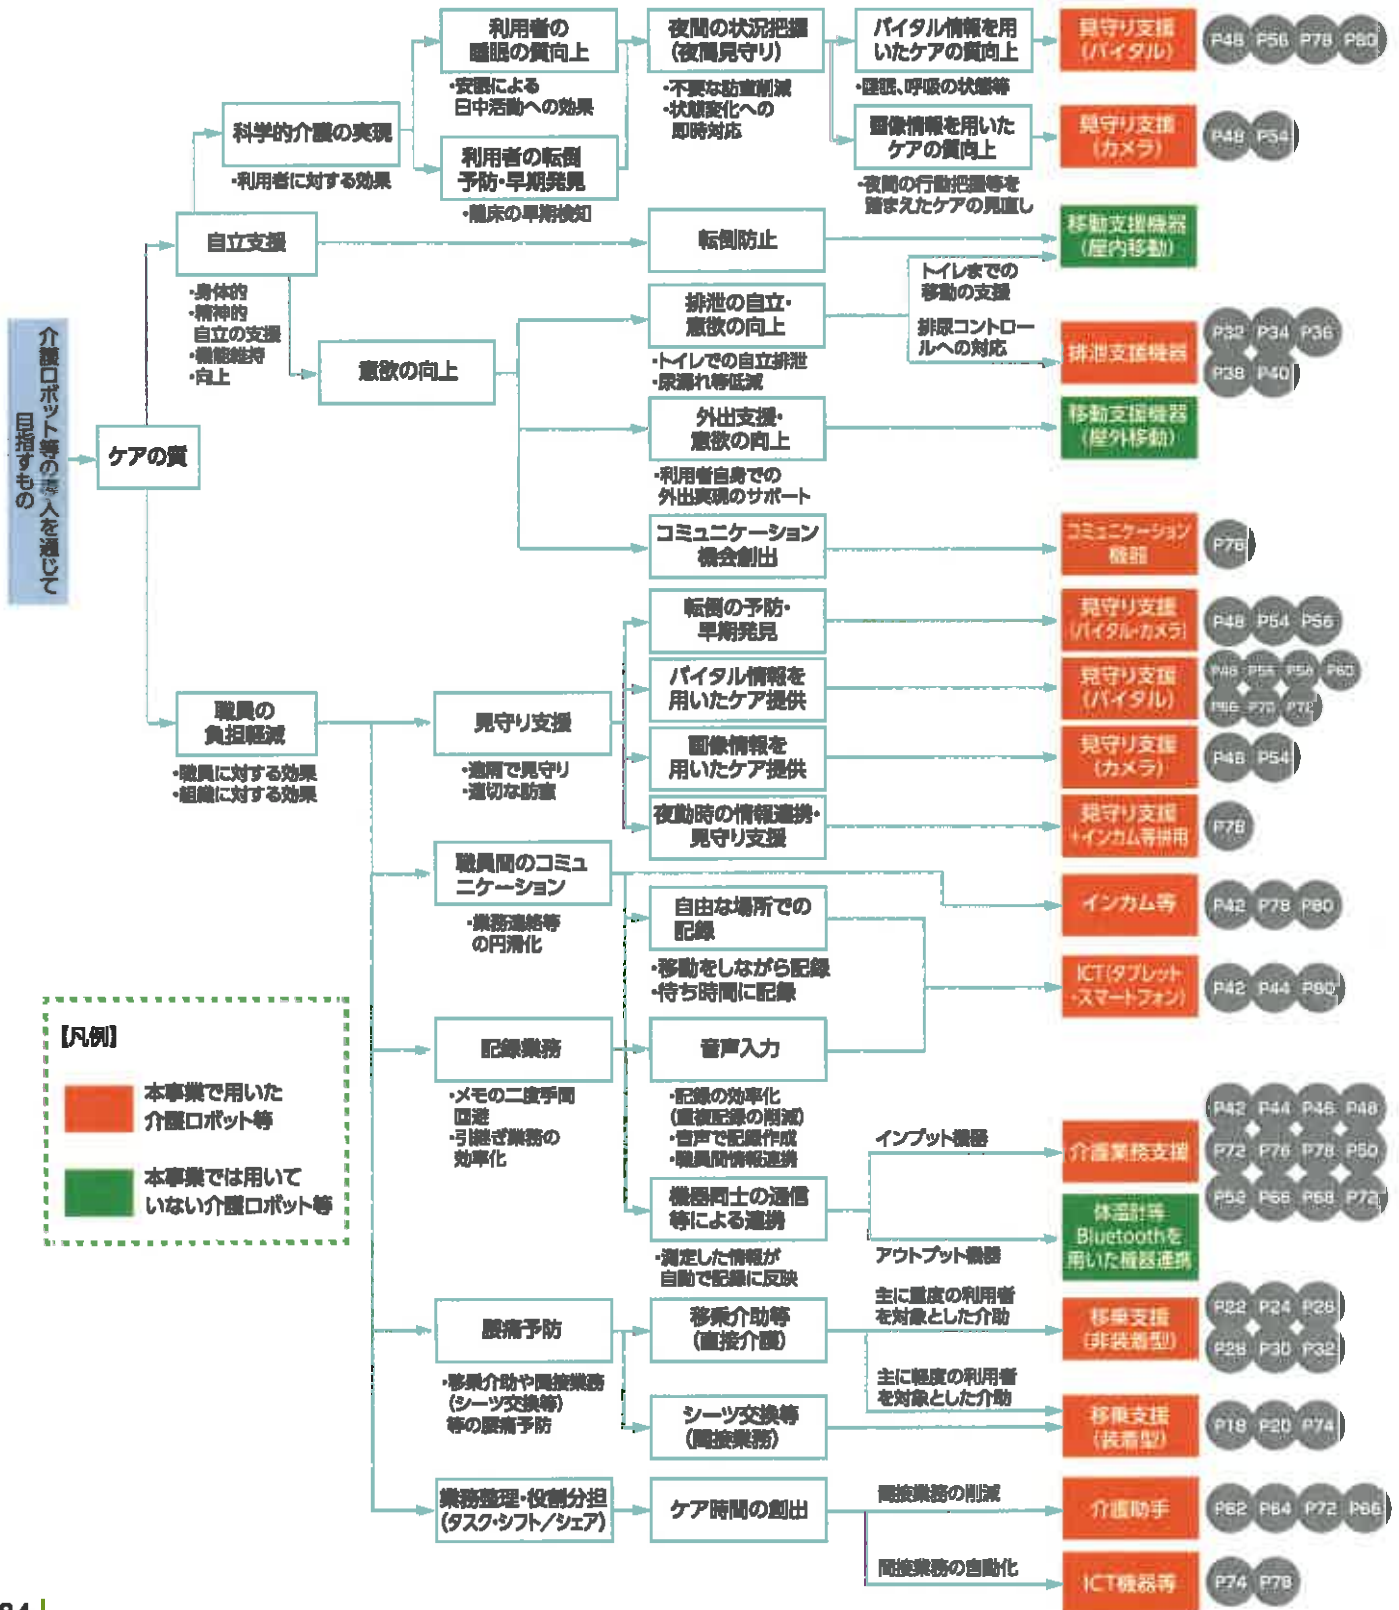 介護ロボット等の導入を通じて
目指すもの
ケアの質
自立支援
・身体的
・精神的
自立の支援
・機能維持
・向上
科学的介護の実現
・利用者に対する効果
利用者の
睡眠の質向上
・安眠による
日中活動への効果
利用者の転倒
予防・早期発見
・離床の早期検知
夜間の状況把握
(夜間見守り)
・不要な訪室削減
・状態変化への
即時対応
バイタル情報を用
いたケアの質向上
・睡眠、呼吸の状態等
画像情報を用いた
ケアの質向上
・夜間の行動把握等を
踏まえたケアの見直し
見守り支援
(バイタル)
P48 P56 P78 P80
見守り支援
(カメラ)
P48 P54
転倒防止
移動支援機器
(屋内移動)
意欲の向上
排泄の自立・
意欲の向上
・トイレでの自立排泄
・尿漏れ等低減
トイレまでの
移動の支援
排尿コントロー
ルへの対応
排泄支援機器
P32 P34 P36
P38 P40
外出支援・
意欲の向上
・利用者自身での
外出実現のサポート
移動支援機器
(屋外移動)
コミュニケーション
機会創出
コミュニケーション
機器
P76
職員の
負担軽減
・職員に対する効果
・組織に対する効果
見守り支援
・遠隔で見守り
・適切な訪室
転倒の予防・
早期発見
見守り支援
(バイタル・カメラ)
P48 P54 P56
バイタル情報を
用いたケア提供
見守り支援
(バイタル)
P70 P72
画像情報を
用いたケア提供
見守り支援
(カメラ)
P48 P54
夜勤時の情報連携・
見守り支援
見守り支援
+インカム等併用
P78
職員間のコミュ
ニケーション
・業務連絡等
の円滑化
インカム等
P42 P78 P80
自由な場所での
記録
・移動をしながら記録
・待ち時間に記録
ICT(タブレット
・スマートフォン)
P42 P44 P80
記録業務
・メモの二度手間
回避
・引継ぎ業務の
効率化
音声入力
・記録の効率化
(重複記録の削減)
・音声で記録作成
・職員間情報連携
機器同士の通信
等による連携
・測定した情報が
自動で記録に反映
インプット機器
介護業務支援
P42 P44 P46 P48
P72 P76 P78 P50
P52 P66 P68 P72
アウトプット機器
体温計等
Bluetoothを
用いた機器連携
腰痛予防
・移乗介助や間接業務
(シーツ交換等)
等の腰痛予防
移乗介助等
(直接介護)
主に重度の利用者
を対象とした介助
移乗支援
(非装着型)
P22 P24 P26
P28 P30 P32
主に軽度の利用者
を対象とした介助
シーツ交換等
(間接業務)
移乗支援
(装着型)
P18 P20 P74
業務整理・役割分担
(タスク・シフト/シェア)
ケア時間の創出
間接業務の削減
介護助手
P62 P64 P72 P66
間接業務の自動化
ICT機器等
P74 P78
【凡例】
本事業で用いた
介護ロボット等
本事業では用いて
いない介護ロボット等